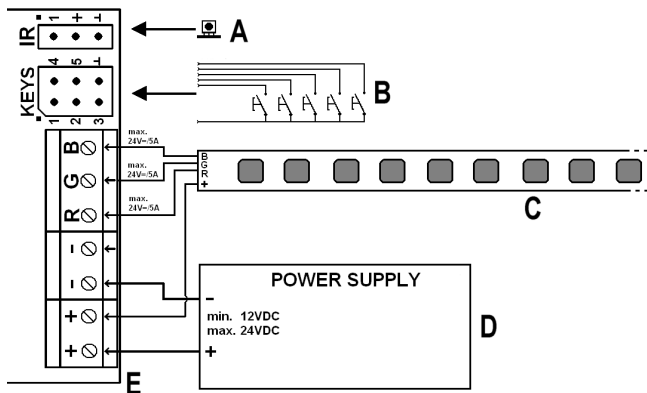 IR
1 + ⊥
A
KEYS
4 5 ⊥
1 2 3
B
B
max.
24V=/5A
G
max.
24V=/5A
R
max.
24V=/5A
-
-
+
+
B
G
R
+
C
POWER SUPPLY
-
min. 12VDC
max. 24VDC
+
D
E